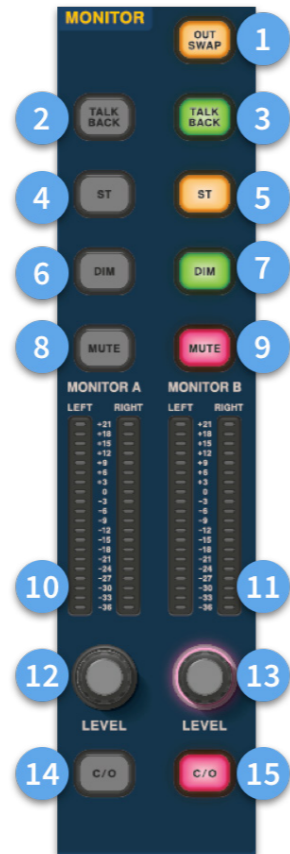 MONITOR
OUT
SWAP
1
2
TALK
BACK
TALK
BACK
3
4
ST
ST
5
6
DIM
DIM
7
8
MUTE
MUTE
9
MONITOR A
MONITOR B
LEFT RIGHT
LEFT RIGHT
+21 +21
+18 +18
+15 +15
+12 +12
+9 +9
+6 +6
+3 +3
0 0
-3 -3
-6 -6
-9 -9
-12 -12
-15 -15
-18 -18
-21 -21
-24 -24
-27 -27
-30 -30
-33 -33
-36 -36
10
11
12
13
LEVEL
LEVEL
14
C/O
C/O
15